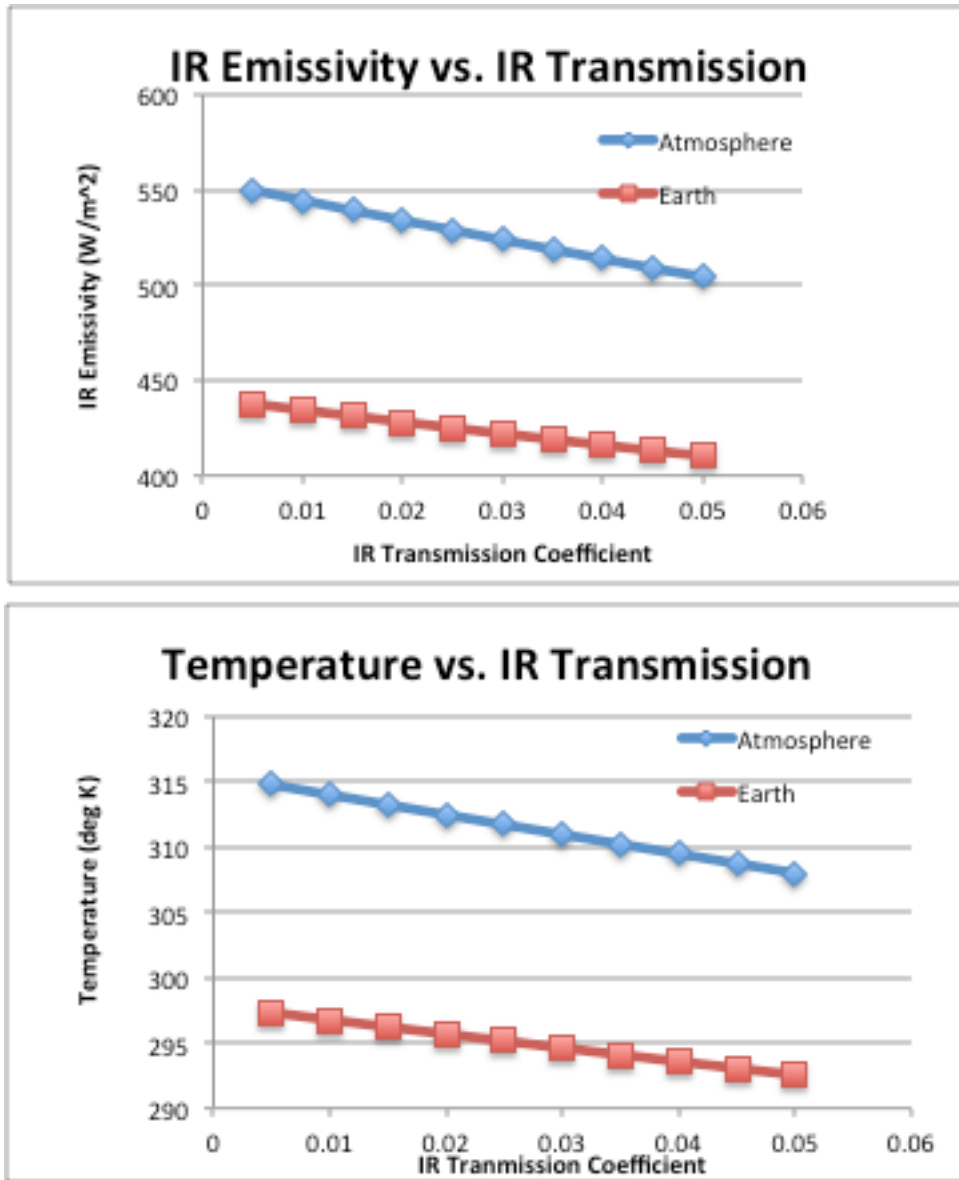 IR Emissivity vs. IR Transmission
600
Atmosphere
550
Earth
500
450
400
IR Emissivity (W/m^2)
0 0.01 0.02 0.03 0.04 0.05 0.06
IR Transmission Coefficient
Temperature vs. IR Transmission
320
Atmosphere
315
Earth
310
305
300
295
290
Temperature (deg K)
0 0.01 0.02 0.03 0.04 0.05 0.06
IR Tranmission Coefficient